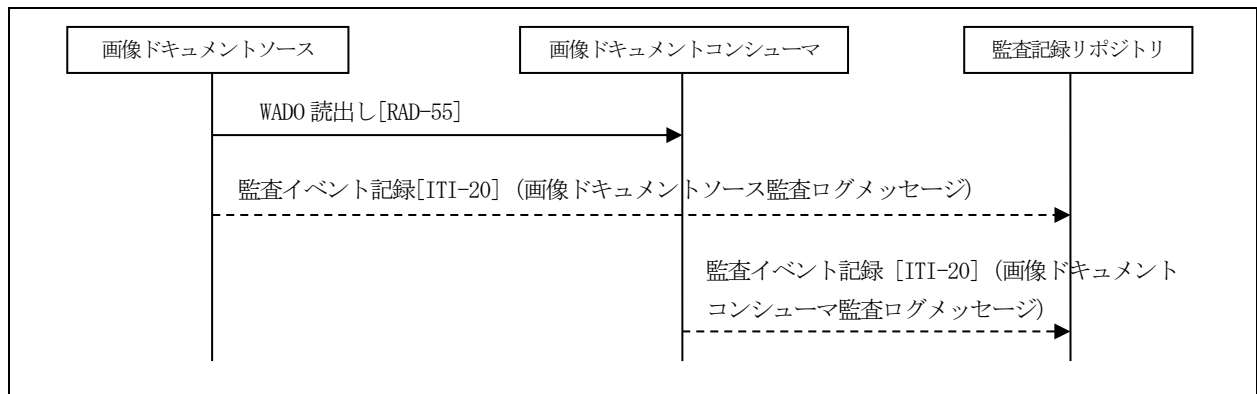 画像ドキュメントソース
画像ドキュメントコンシューマ
監査記録リポジトリ
WADO 読出し[RAD-55]
監査イベント記録[ITI-20] (画像ドキュメントソース監査ログメッセージ)
監査イベント記録 [ITI-20] (画像ドキュメント
コンシューマ監査ログメッセージ)